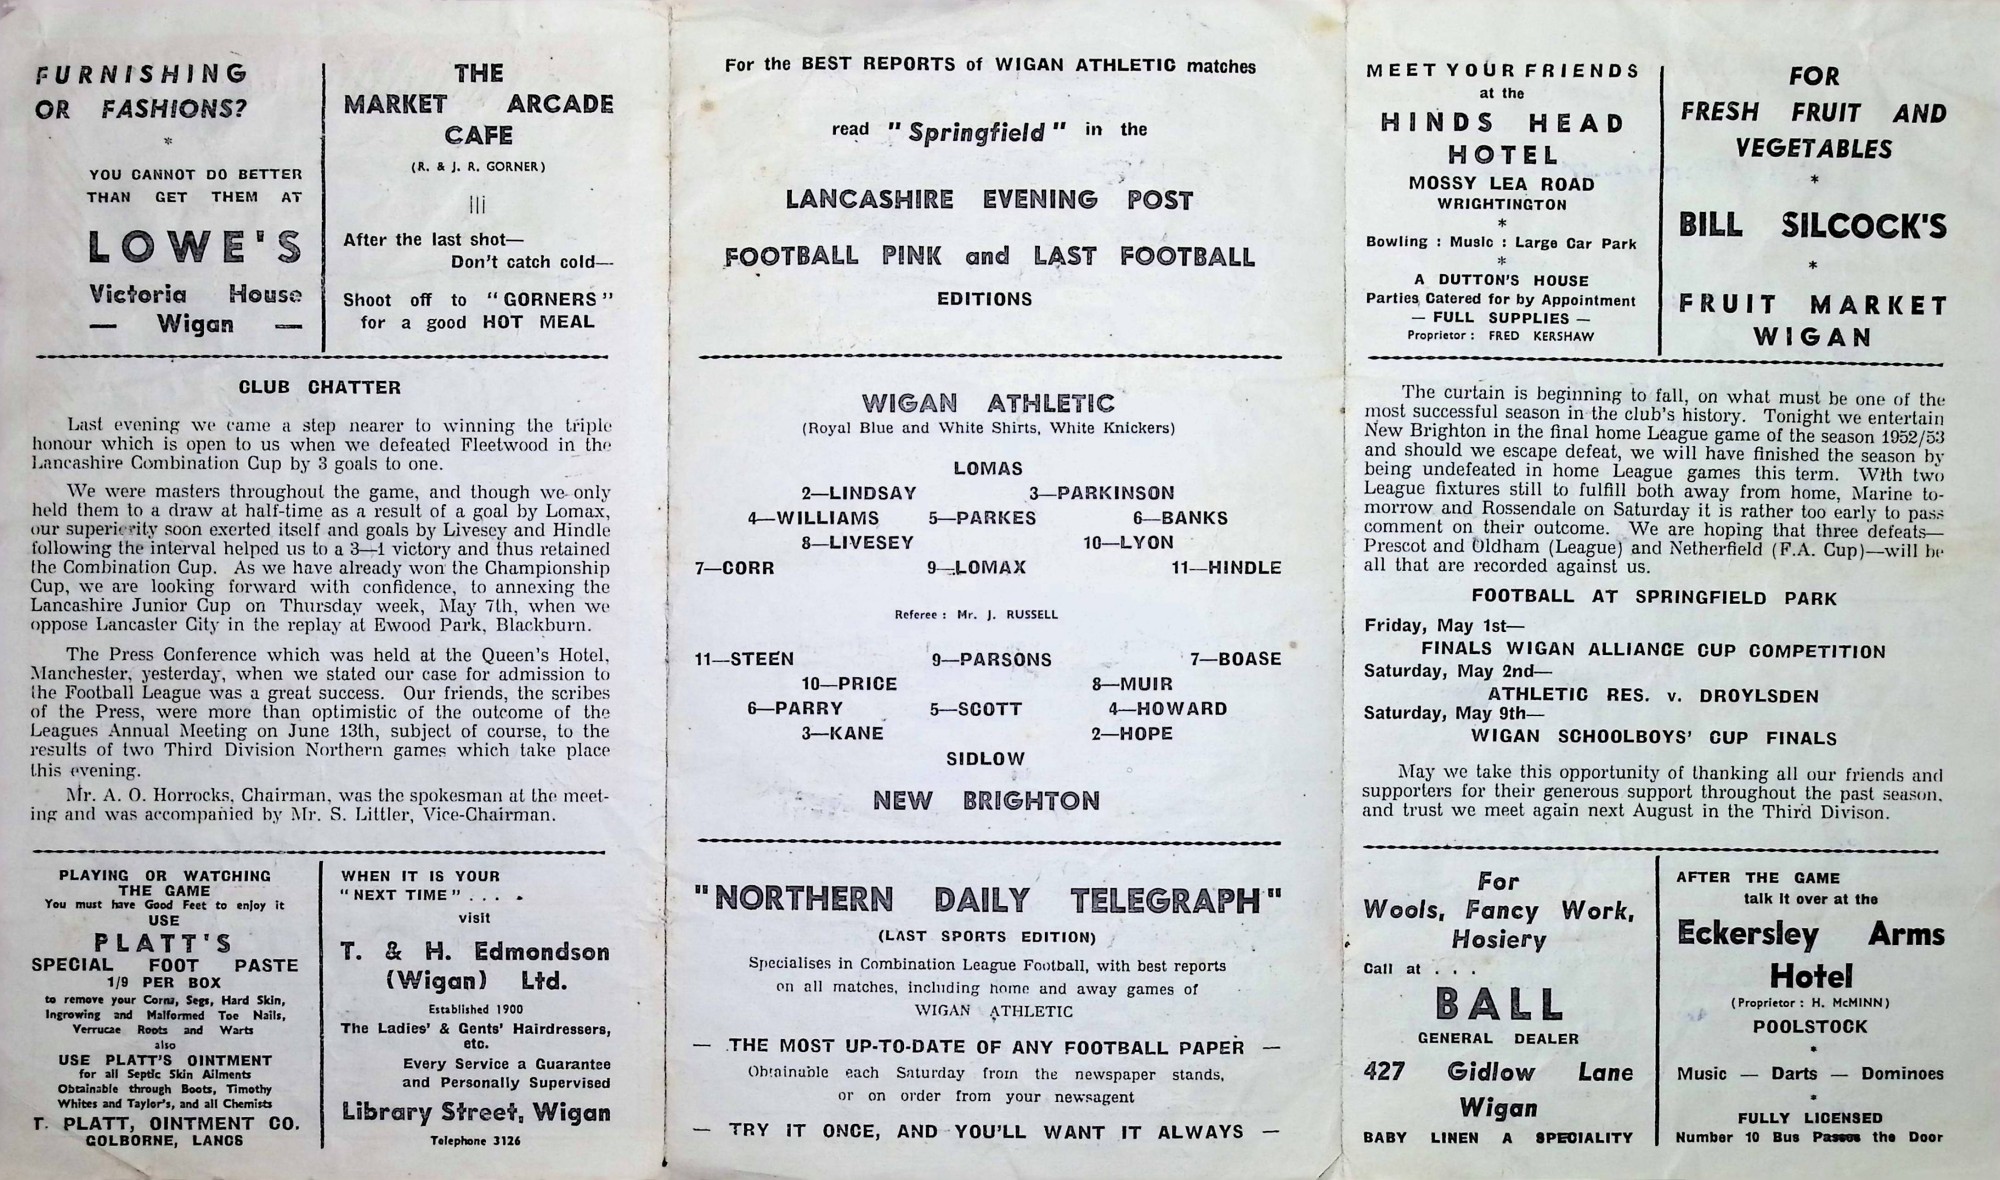 FURNISHING
OR FASHIONS?
*
YOU CANNOT DO BETTER
THAN GET THEM AT
LOWE'S
Victoria House
— Wigan —
THE
MARKET ARCADE
CAFE
(R. & J. R. GORNER)
After the last shot—
Don't catch cold—
Shoot off to "GORNERS"
for a good HOT MEAL
CLUB CHATTER
Last evening we came a step nearer to winning the triple
honour which is open to us when we defeated Fleetwood in the
Lancashire Combination Cup by 3 goals to one.
We were masters throughout the game, and though we only
held them to a draw at half-time as a result of a goal by Lomax,
our superiority soon exerted itself and goals by Livesey and Hindle
following the interval helped us to a 3—1 victory and thus retained
the Combination Cup. As we have already won the Championship
Cup, we are looking forward with confidence, to annexing the
Lancashire Junior Cup on Thursday week, May 7th, when we
oppose Lancaster City in the replay at Ewood Park, Blackburn.
The Press Conference which was held at the Queen's Hotel,
Manchester, yesterday, when we stated our case for admission to
the Football League was a great success. Our friends, the scribes
of the Press, were more than optimistic of the outcome of the
Leagues Annual Meeting on June 13th, subject of course, to the
results of two Third Division Northern games which take place
this evening.
Mr. A. O. Horrocks, Chairman, was the spokesman at the meet-
ing and was accompanied by Mr. S. Littler, Vice-Chairman.
PLAYING OR WATCHING
THE GAME
You must have Good Feet to enjoy it
USE
PLATT'S
SPECIAL FOOT PASTE
1/9 PER BOX
to remove your Corns, Segs, Hard Skin,
Ingrowing and Malformed Toe Nails,
Verrucae Roots and Warts
also
USE PLATT'S OINTMENT
for all Septic Skin Ailments
Obtainable through Boots, Timothy
Whites and Taylor's, and all Chemists
T. PLATT, OINTMENT CO.
GOLBORNE, LANCS
WHEN IT IS YOUR
"NEXT TIME" . . . .
visit
T. & H. Edmondson
(Wigan) Ltd.
Established 1900
The Ladies' & Gents' Hairdressers,
etc.
Every Service a Guarantee
and Personally Supervised
Library Street, Wigan
Telephone 3126
For the BEST REPORTS of WIGAN ATHLETIC matches
read "Springfield" in the
LANCASHIRE EVENING POST
FOOTBALL PINK and LAST FOOTBALL
EDITIONS
WIGAN ATHLETIC
(Royal Blue and White Shirts, White Knickers)
LOMAS
2—LINDSAY 3—PARKINSON
4—WILLIAMS 5—PARKES 6—BANKS
8—LIVESEY 10—LYON
7—CORR 9—LOMAX 11—HINDLE
Referee : Mr. J. RUSSELL
11—STEEN 9—PARSONS 7—BOASE
10—PRICE 8—MUIR
6—PARRY 5—SCOTT 4—HOWARD
3—KANE 2—HOPE
SIDLOW
NEW BRIGHTON
"NORTHERN DAILY TELEGRAPH"
(LAST SPORTS EDITION)
Specialises in Combination League Football, with best reports
on all matches, including home and away games of
WIGAN ATHLETIC
— THE MOST UP-TO-DATE OF ANY FOOTBALL PAPER —
Obtainable each Saturday from the newspaper stands,
or on order from your newsagent
— TRY IT ONCE, AND YOU'LL WANT IT ALWAYS —
MEET YOUR FRIENDS
at the
HINDS HEAD
HOTEL
MOSSY LEA ROAD
WRIGHTINGTON
*
Bowling : Music : Large Car Park
*
A DUTTON'S HOUSE
Parties Catered for by Appointment
— FULL SUPPLIES —
Proprietor : FRED KERSHAW
FOR
FRESH FRUIT AND
VEGETABLES
*
BILL SILCOCK'S
*
FRUIT MARKET
WIGAN
The curtain is beginning to fall, on what must be one of the
most successful season in the club's history. Tonight we entertain
New Brighton in the final home League game of the season 1952/53
and should we escape defeat, we will have finished the season by
being undefeated in home League games this term. With two
League fixtures still to fulfill both away from home, Marine to-
morrow and Rossendale on Saturday it is rather too early to pass
comment on their outcome. We are hoping that three defeats—
Prescot and Oldham (League) and Netherfield (F.A. Cup)—will be
all that are recorded against us.
FOOTBALL AT SPRINGFIELD PARK
Friday, May 1st—
FINALS WIGAN ALLIANCE CUP COMPETITION
Saturday, May 2nd—
ATHLETIC RES. v. DROYLSDEN
Saturday, May 9th—
WIGAN SCHOOLBOYS' CUP FINALS
May we take this opportunity of thanking all our friends and
supporters for their generous support throughout the past season,
and trust we meet again next August in the Third Divison.
For
Wools, Fancy Work,
Hosiery
Call at . . .
BALL
GENERAL DEALER
427 Gidlow Lane
Wigan
BABY LINEN A SPECIALITY
AFTER THE GAME
talk it over at the
Eckersley Arms
Hotel
(Proprietor : H. McMINN)
POOLSTOCK
*
Music — Darts — Dominoes
*
FULLY LICENSED
Number 10 Bus Passes the Door